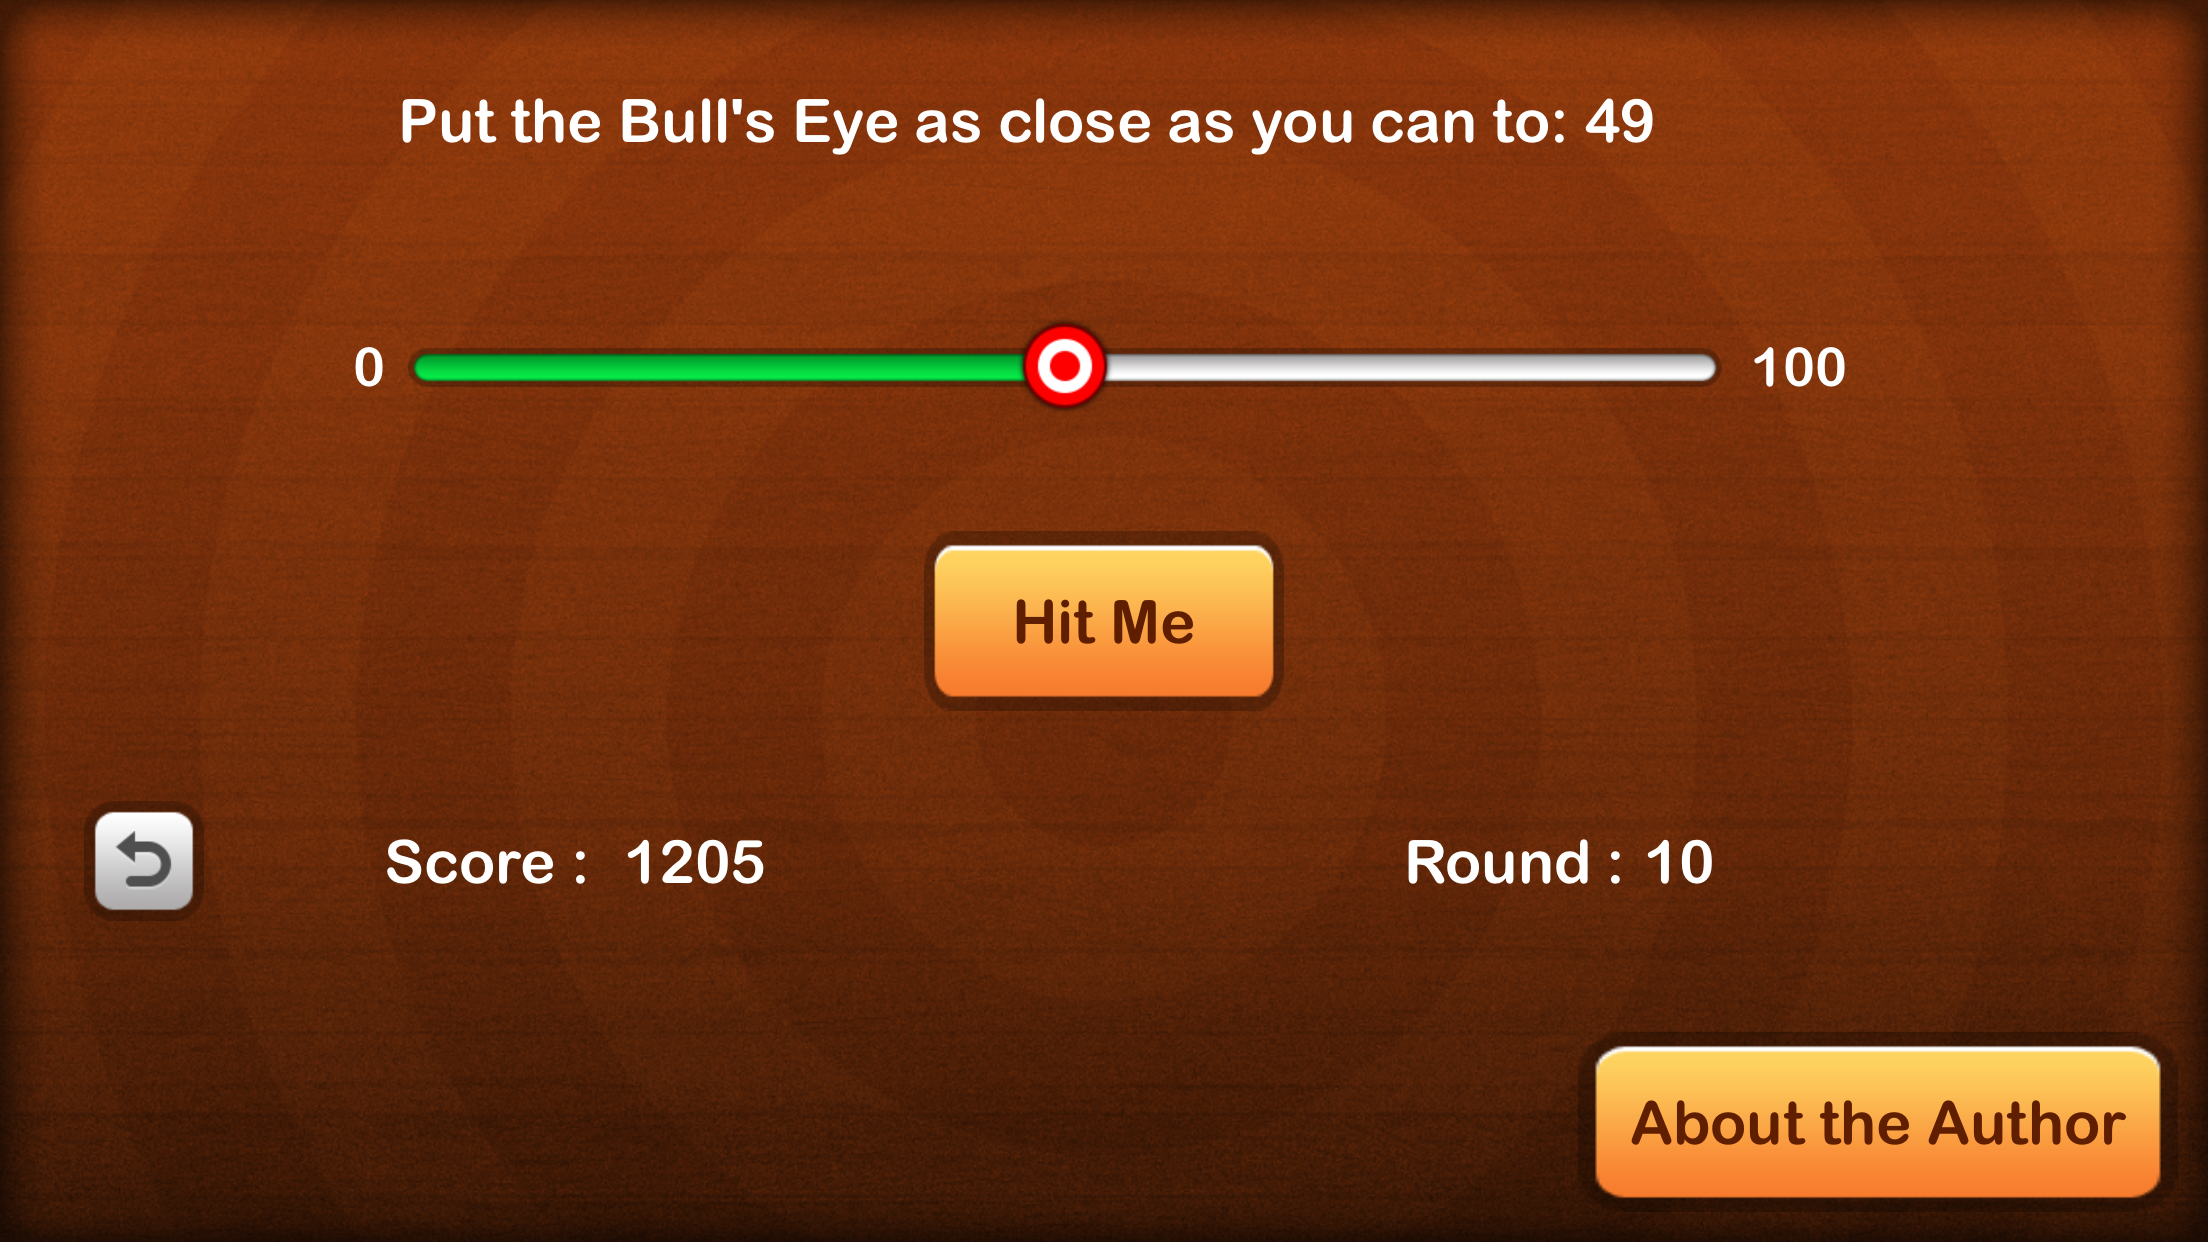 Put the Bull's Eye as close as you can to: 49
0 100
Hit Me
Score : 1205 Round : 10
About the Author